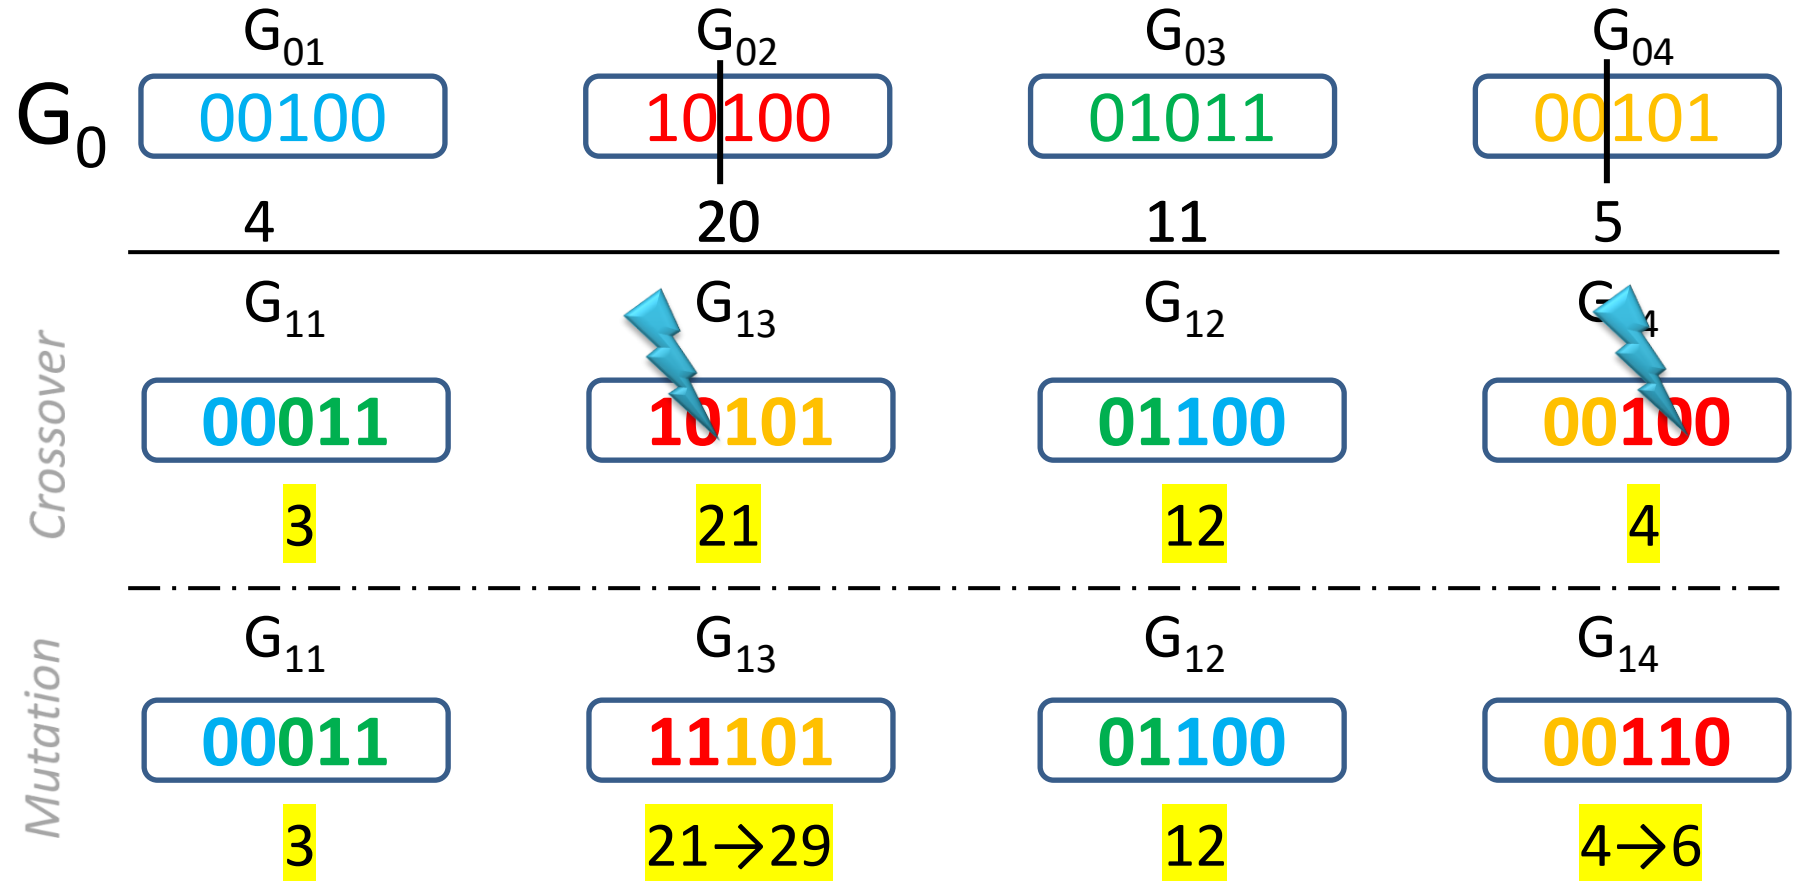 G₀₁ G₀₂ G₀₃ G₀₄
G₀ 00100 10100 01011 00101
4 20 11 5
Crossover
G₁₁ G₁₃ G₁₂
00011 10101 01100 00100
3 21 12 4
Mutation
G₁₁ G₁₃ G₁₂ G₁₄
00011 11101 01100 00110
3 21→29 12 4→6